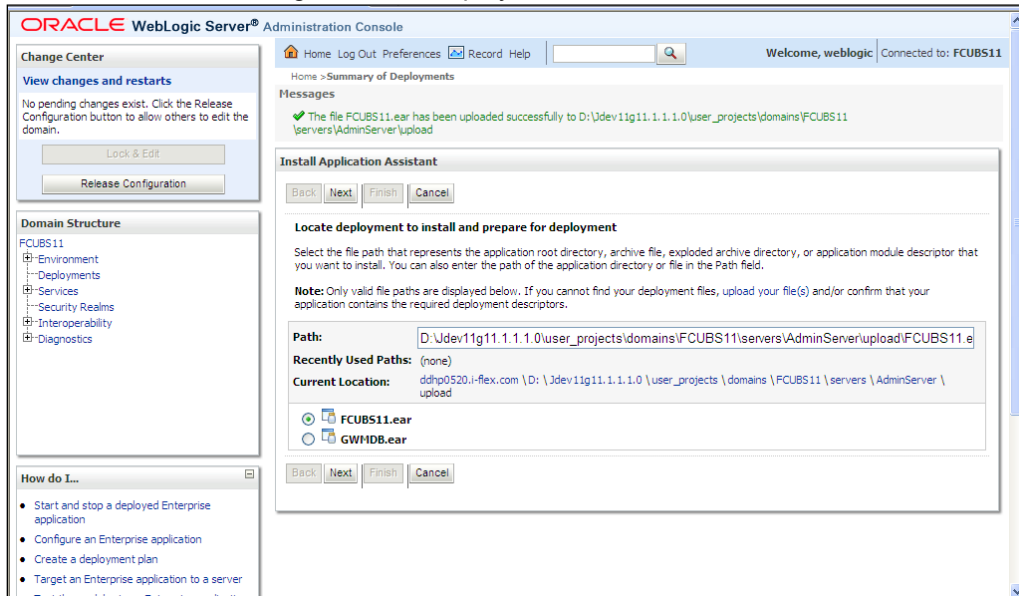 ORACLE WebLogic Server® Administration Console
Change Center
View changes and restarts
No pending changes exist. Click the Release
Configuration button to allow others to edit the
domain.
Lock & Edit
Release Configuration
Domain Structure
FCUBS11
Environment
Deployments
Services
Security Realms
Interoperability
Diagnostics
How do I...
Start and stop a deployed Enterprise
application
Configure an Enterprise application
Create a deployment plan
Target an Enterprise application to a server
Home Log Out Preferences Record Help
Welcome, weblogic Connected to: FCUBS11
Home >Summary of Deployments
Messages
The file FCUBS11.ear has been uploaded successfully to D:\Jdev11g11.1.1.1.0\user_projects\domains\FCUBS11
\servers\AdminServer\upload
Install Application Assistant
Back Next Finish Cancel
Locate deployment to install and prepare for deployment
Select the file path that represents the application root directory, archive file, exploded archive directory, or application module descriptor that
you want to install. You can also enter the path of the application directory or file in the Path field.
Note: Only valid file paths are displayed below. If you cannot find your deployment files, upload your file(s) and/or confirm that your
application contains the required deployment descriptors.
Path: D:\Jdev11g11.1.1.1.0\user_projects\domains\FCUBS11\servers\AdminServer\upload\FCUBS11.e
Recently Used Paths: (none)
Current Location: ddhp0520.i-flex.com \ D: \ Jdev11g11.1.1.1.0 \ user_projects \ domains \ FCUBS11 \ servers \ AdminServer \
upload
FCUBS11.ear
GWMDB.ear
Back Next Finish Cancel